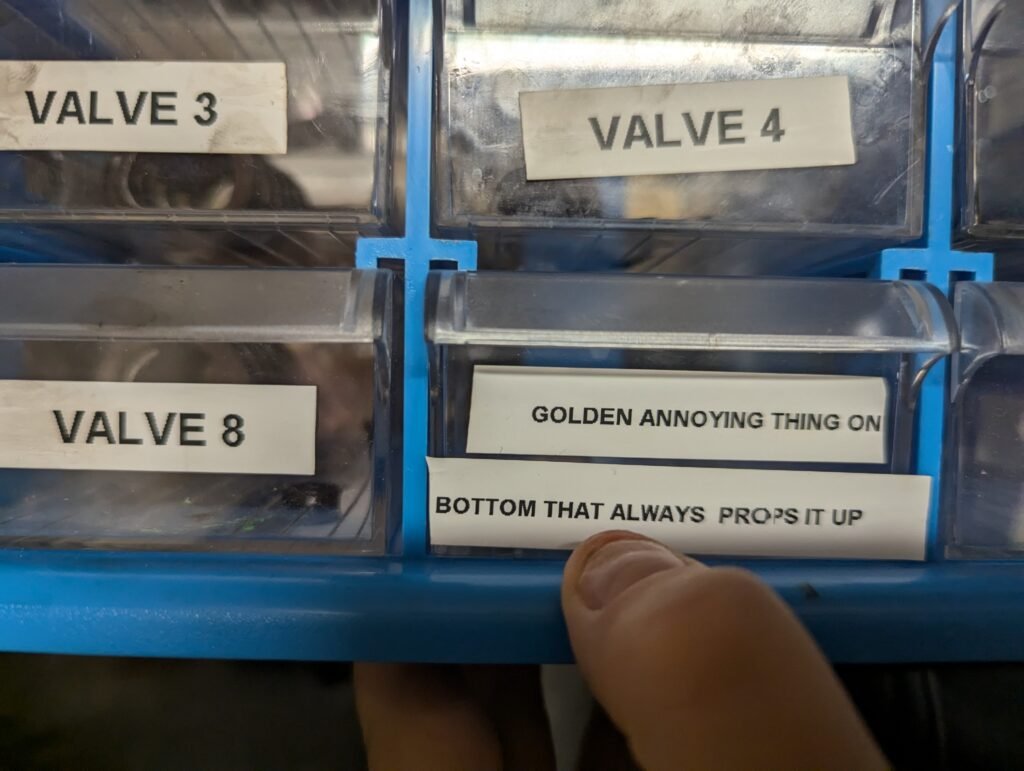 VALVE 3
VALVE 4
VALVE 8
GOLDEN ANNOYING THING ON
BOTTOM THAT ALWAYS PROPS IT UP